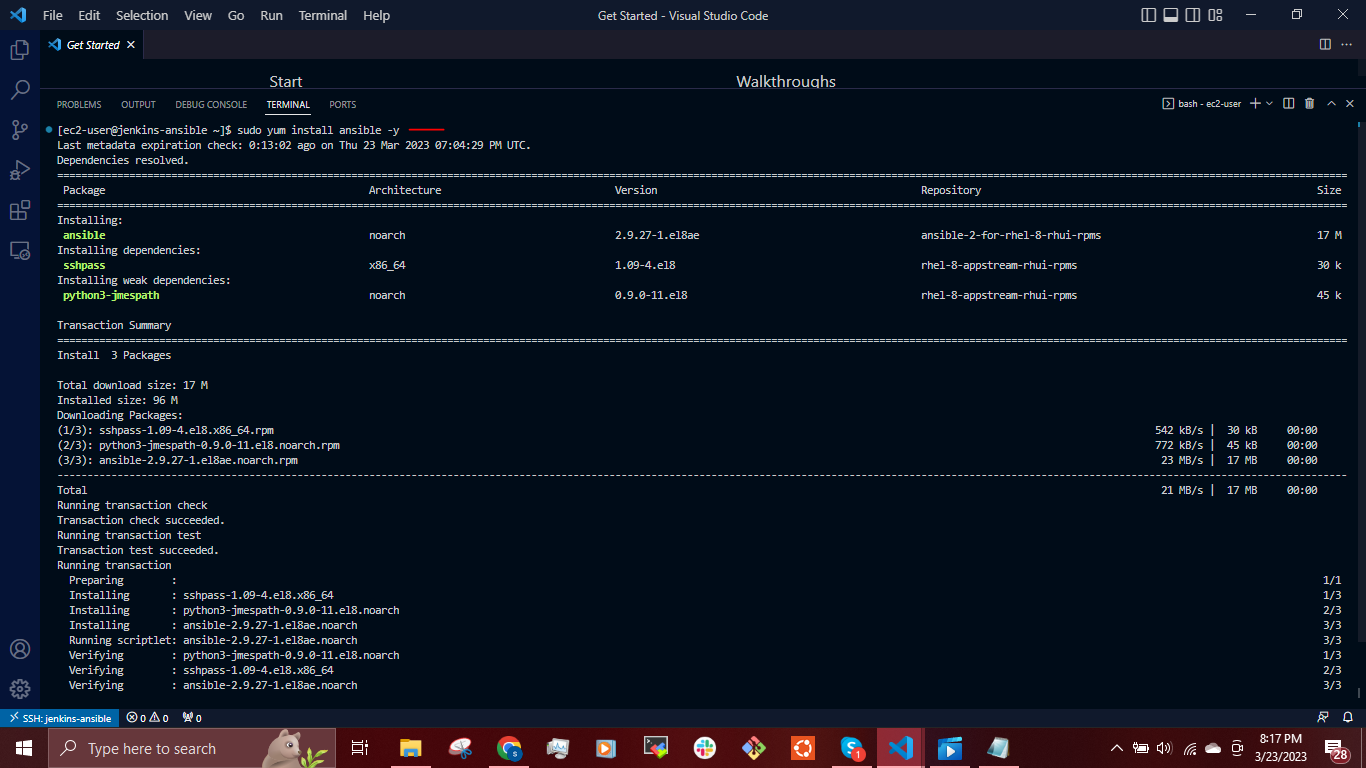 File Edit Selection View Go Run Terminal Help Get Started - Visual Studio Code
Get Started
Start Walkthroughs
PROBLEMS OUTPUT DEBUG CONSOLE TERMINAL PORTS bash - ec2-user
[ec2-user@jenkins-ansible ~]$ sudo yum install ansible -y
Last metadata expiration check: 0:13:02 ago on Thu 23 Mar 2023 07:04:29 PM UTC.
Dependencies resolved.
Package Architecture Version Repository Size
Installing:
ansible noarch 2.9.27-1.el8ae ansible-2-for-rhel-8-rhui-rpms 17 M
Installing dependencies:
sshpass x86_64 1.09-4.el8 rhel-8-appstream-rhui-rpms 30 k
Installing weak dependencies:
python3-jmespath noarch 0.9.0-11.el8 rhel-8-appstream-rhui-rpms 45 k
Transaction Summary
Install 3 Packages
Total download size: 17 M
Installed size: 96 M
Downloading Packages:
(1/3): sshpass-1.09-4.el8.x86_64.rpm 542 kB/s | 30 kB 00:00
(2/3): python3-jmespath-0.9.0-11.el8.noarch.rpm 772 kB/s | 45 kB 00:00
(3/3): ansible-2.9.27-1.el8ae.noarch.rpm 23 MB/s | 17 MB 00:00
Total 21 MB/s | 17 MB 00:00
Running transaction check
Transaction check succeeded.
Running transaction test
Transaction test succeeded.
Running transaction
Preparing : 1/1
Installing : sshpass-1.09-4.el8.x86_64 1/3
Installing : python3-jmespath-0.9.0-11.el8.noarch 2/3
Installing : ansible-2.9.27-1.el8ae.noarch 3/3
Running scriptlet: ansible-2.9.27-1.el8ae.noarch 3/3
Verifying : python3-jmespath-0.9.0-11.el8.noarch 1/3
Verifying : sshpass-1.09-4.el8.x86_64 2/3
Verifying : ansible-2.9.27-1.el8ae.noarch 3/3
SSH: jenkins-ansible 0 0 0
Type here to search
8:17 PM
3/23/2023
S
1
28